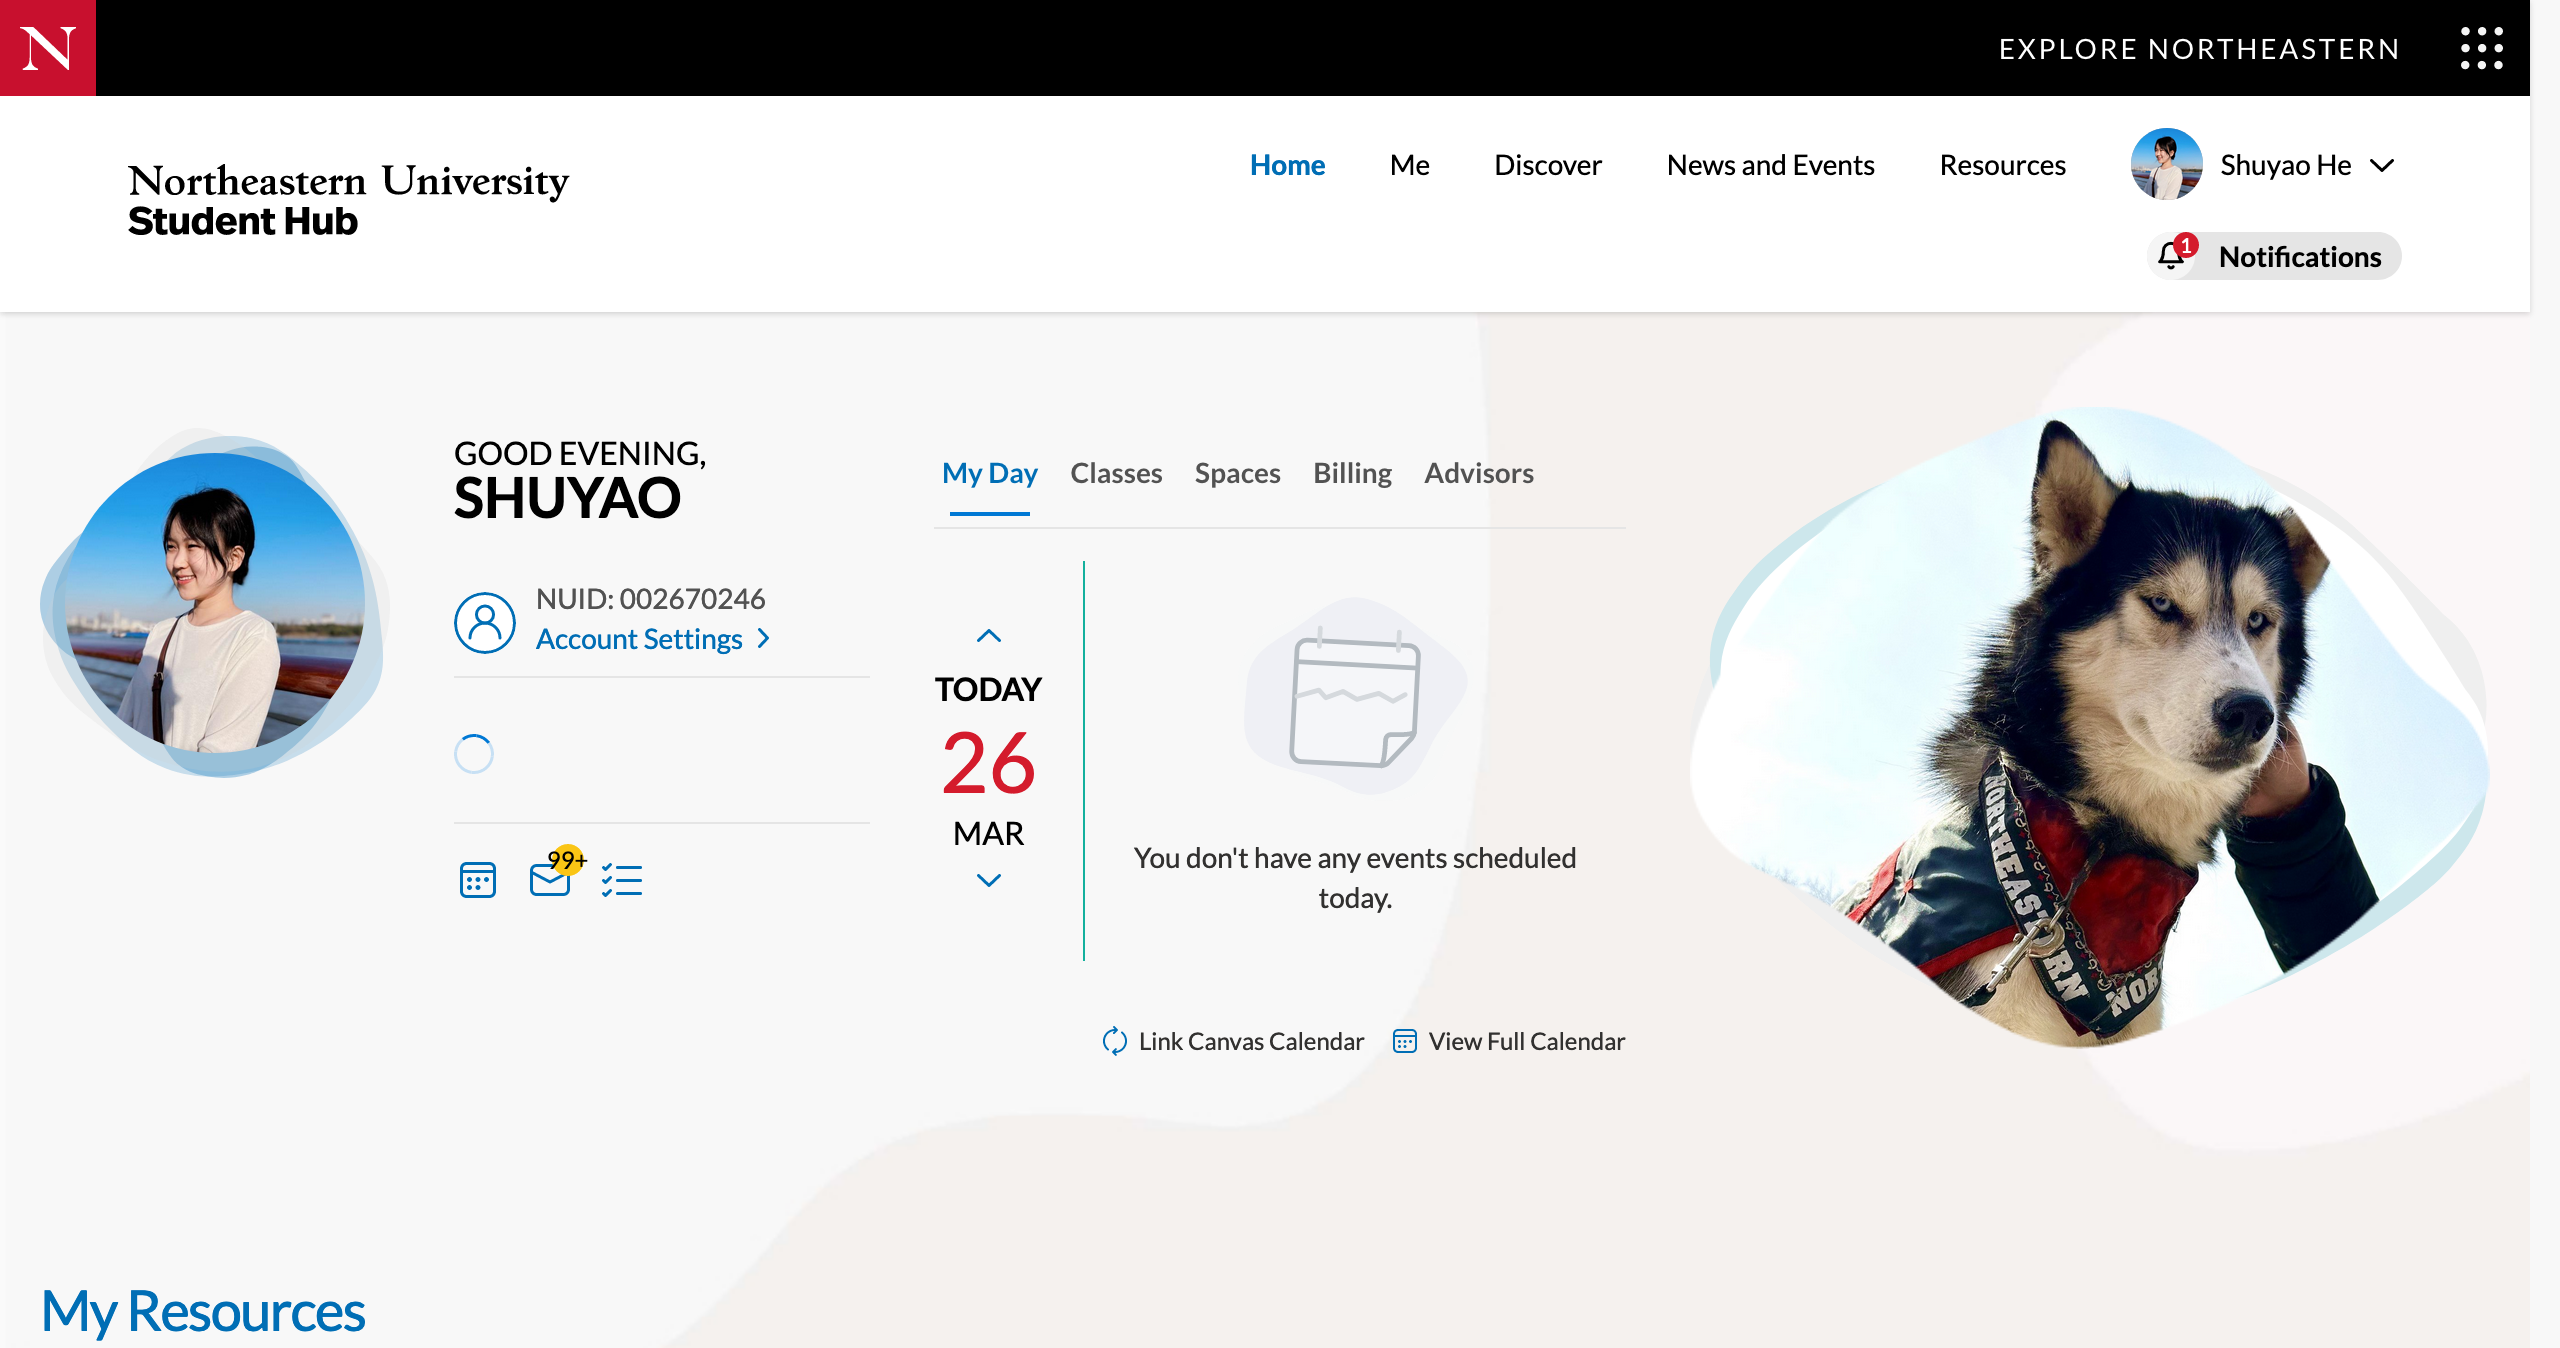 N
EXPLORE NORTHEASTERN
Northeastern University
Student Hub
Home
Me
Discover
News and Events
Resources
Shuyao He
1
Notifications
GOOD EVENING,
SHUYAO
NUID: 002670246
Account Settings
99+
My Day
Classes
Spaces
Billing
Advisors
TODAY
26
MAR
You don't have any events scheduled
today.
Link Canvas Calendar
View Full Calendar
NORTHEASTERN
NOR
My Resources